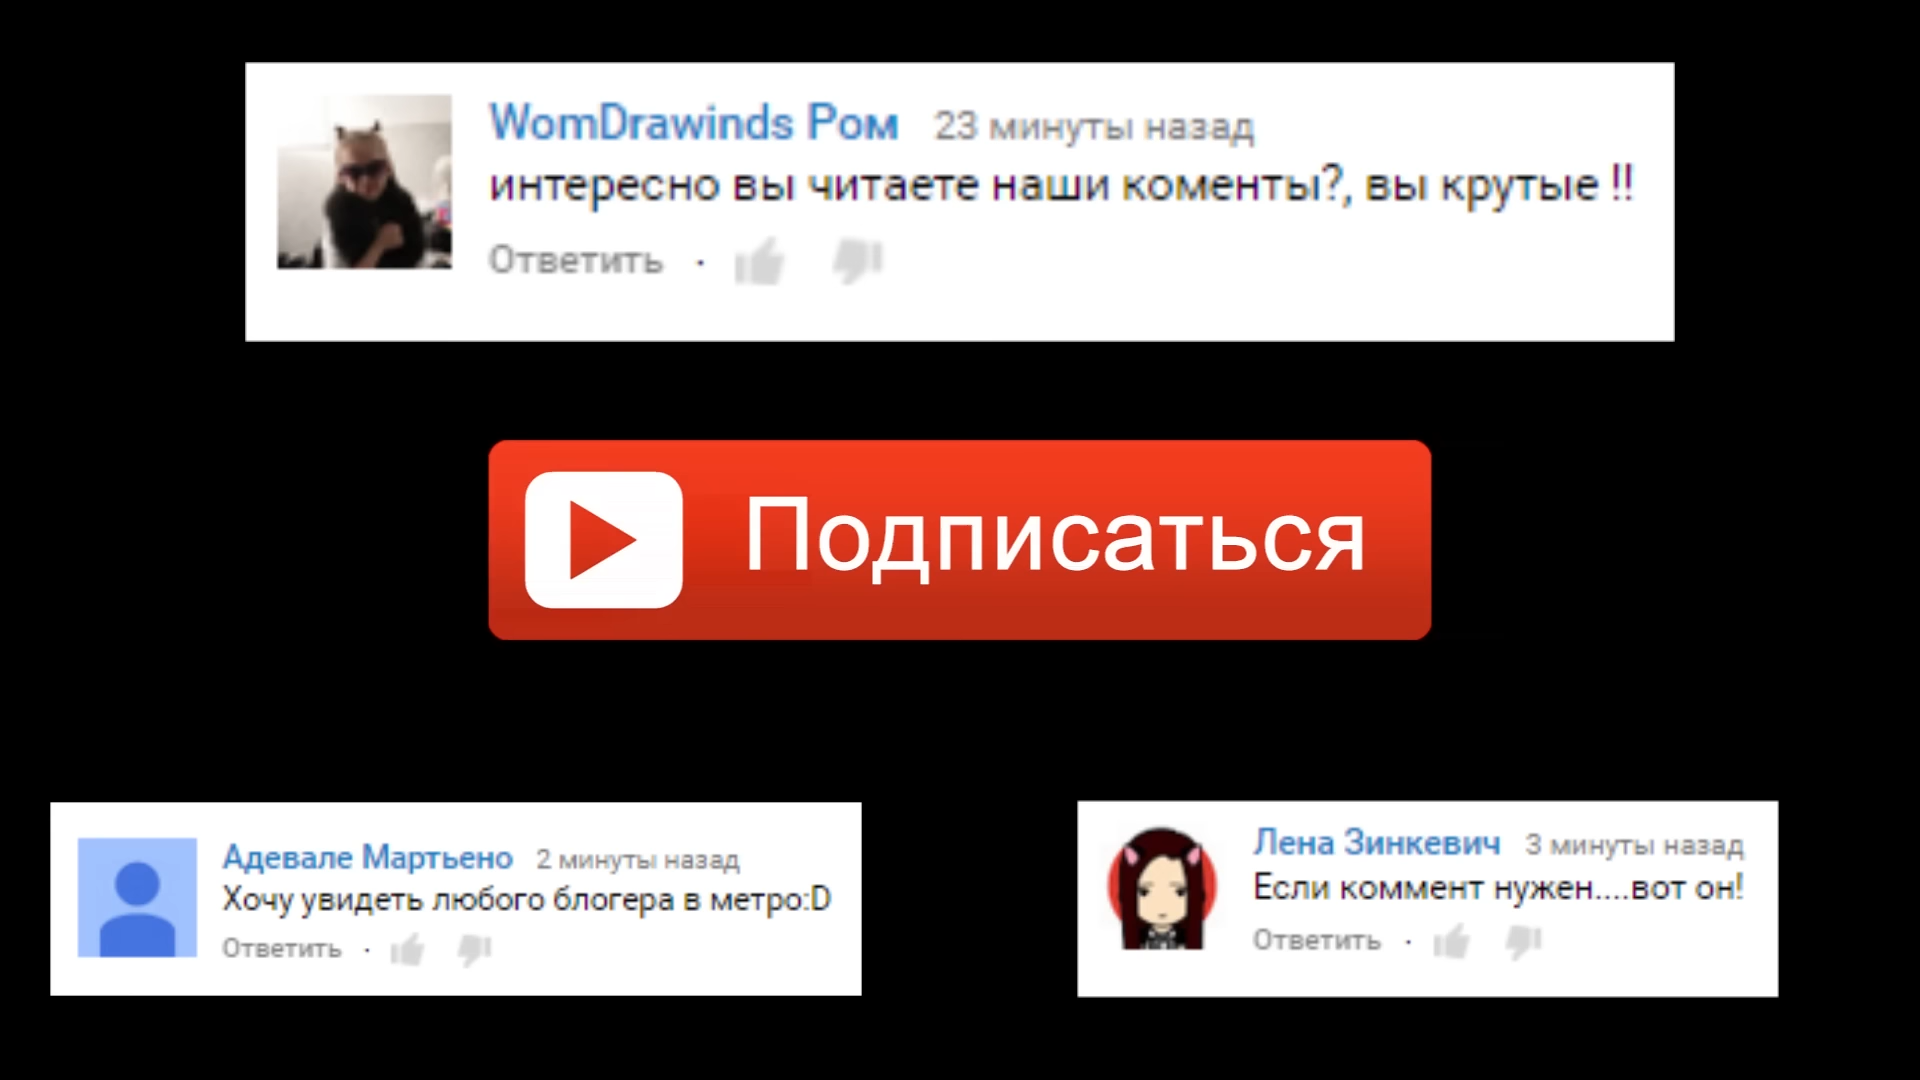 WomDrawinds Ром 23 минуты назад
интересно вы читаете наши коменты?, вы крутые !!
Ответить ·
Подписаться
Адевале Мартьено 2 минуты назад
Хочу увидеть любого блогера в метро:D
Ответить ·
Лена Зинкевич 3 минуты назад
Если коммент нужен....вот он!
Ответить ·